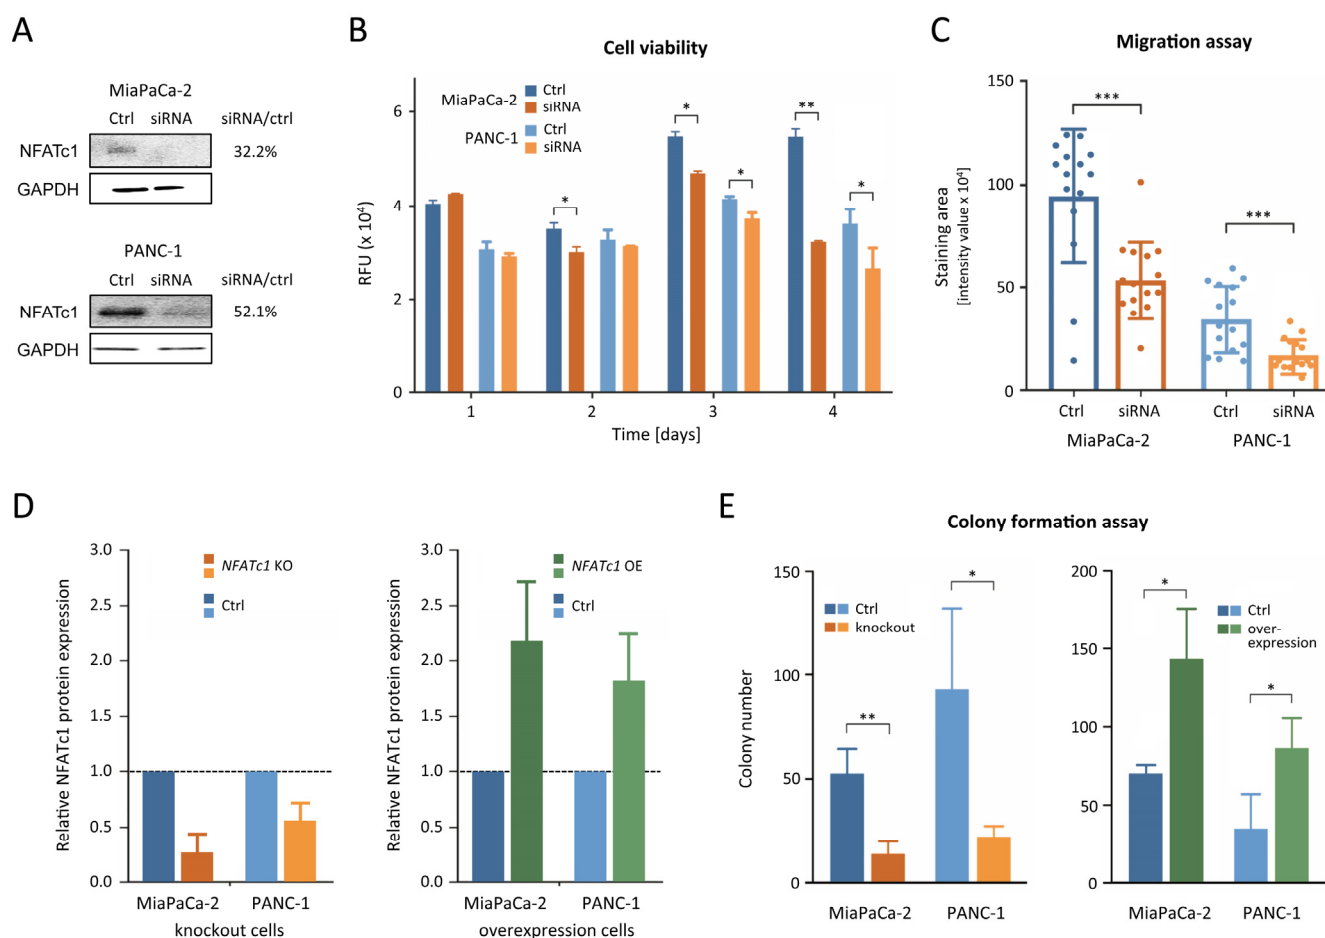 A
MiaPaCa-2
Ctrl siRNA siRNA/ctrl
NFATc1 32.2%
GAPDH
PANC-1
Ctrl siRNA siRNA/ctrl
NFATc1 52.1%
GAPDH
B
Cell viability
MiaPaCa-2 Ctrl
siRNA
PANC-1 Ctrl
siRNA
RFU (x 10⁴)
6
4
2
0
* * * ** *
1 2 3 4
Time [days]
C
Migration assay
Staining area
[intensity value x 10⁴]
150
100
50
0
*** ***
Ctrl siRNA Ctrl siRNA
MiaPaCa-2 PANC-1
D
Relative NFATc1 protein expression
3.0
2.5
2.0
1.5
1.0
0.5
0.0
NFATc1 KO
Ctrl
MiaPaCa-2 PANC-1
knockout cells
Relative NFATc1 protein expression
3.0
2.5
2.0
1.5
1.0
0.5
0.0
NFATc1 OE
Ctrl
MiaPaCa-2 PANC-1
overexpression cells
E
Colony formation assay
Colony number
150
100
50
0
Ctrl
knockout
** *
MiaPaCa-2 PANC-1
200
150
100
50
0
Ctrl
over-
expression
* *
MiaPaCa-2 PANC-1